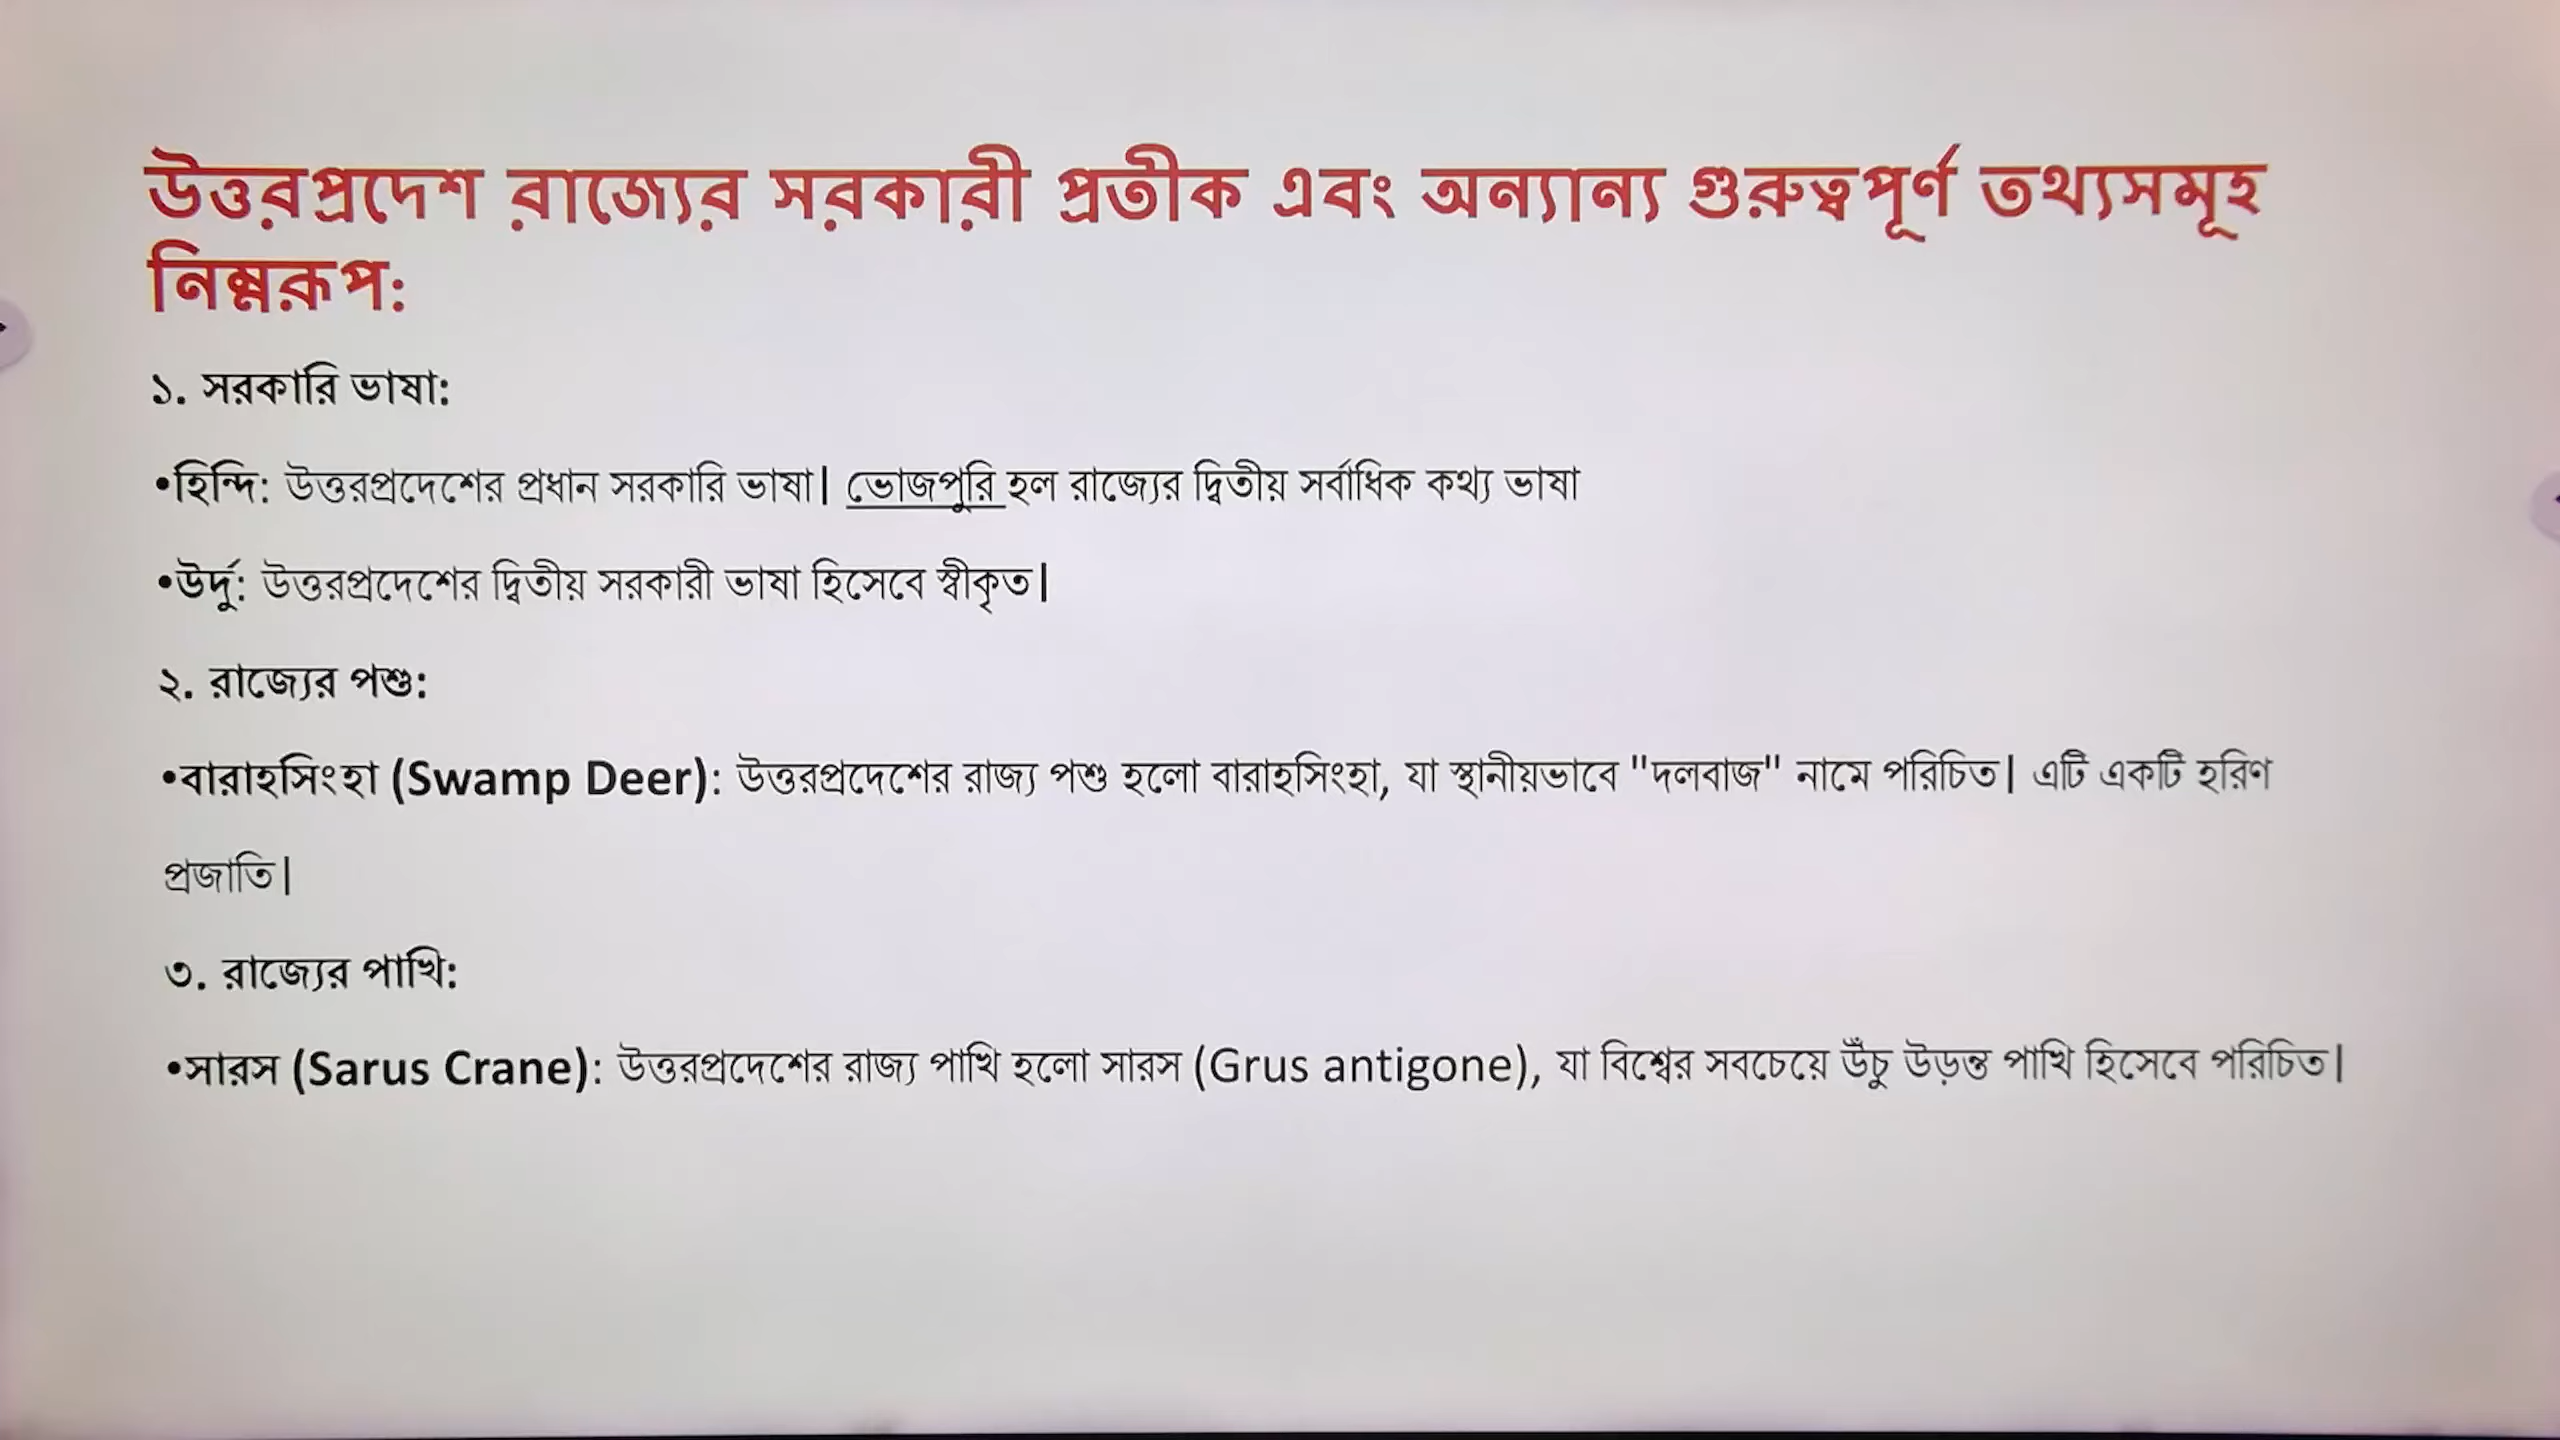 উত্তরপ্রদেশ রাজ্যের সরকারী প্রতীক এবং অন্যান্য গুরুত্বপূর্ণ তথ্যসমূহ
নিম্নরূপ:
১. সরকারি ভাষা:
•হিন্দি: উত্তরপ্রদেশের প্রধান সরকারি ভাষা। ভোজপুরি হল রাজ্যের দ্বিতীয় সর্বাধিক কথ্য ভাষা
•উর্দু: উত্তরপ্রদেশের দ্বিতীয় সরকারী ভাষা হিসেবে স্বীকৃত।
২. রাজ্যের পশু:
•বারাহসিংহা (Swamp Deer): উত্তরপ্রদেশের রাজ্য পশু হলো বারাহসিংহা, যা স্থানীয়ভাবে "দলবাজ" নামে পরিচিত। এটি একটি হরিণ
প্রজাতি।
৩. রাজ্যের পাখি:
•সারস (Sarus Crane): উত্তরপ্রদেশের রাজ্য পাখি হলো সারস (Grus antigone), যা বিশ্বের সবচেয়ে উঁচু উড়ন্ত পাখি হিসেবে পরিচিত।